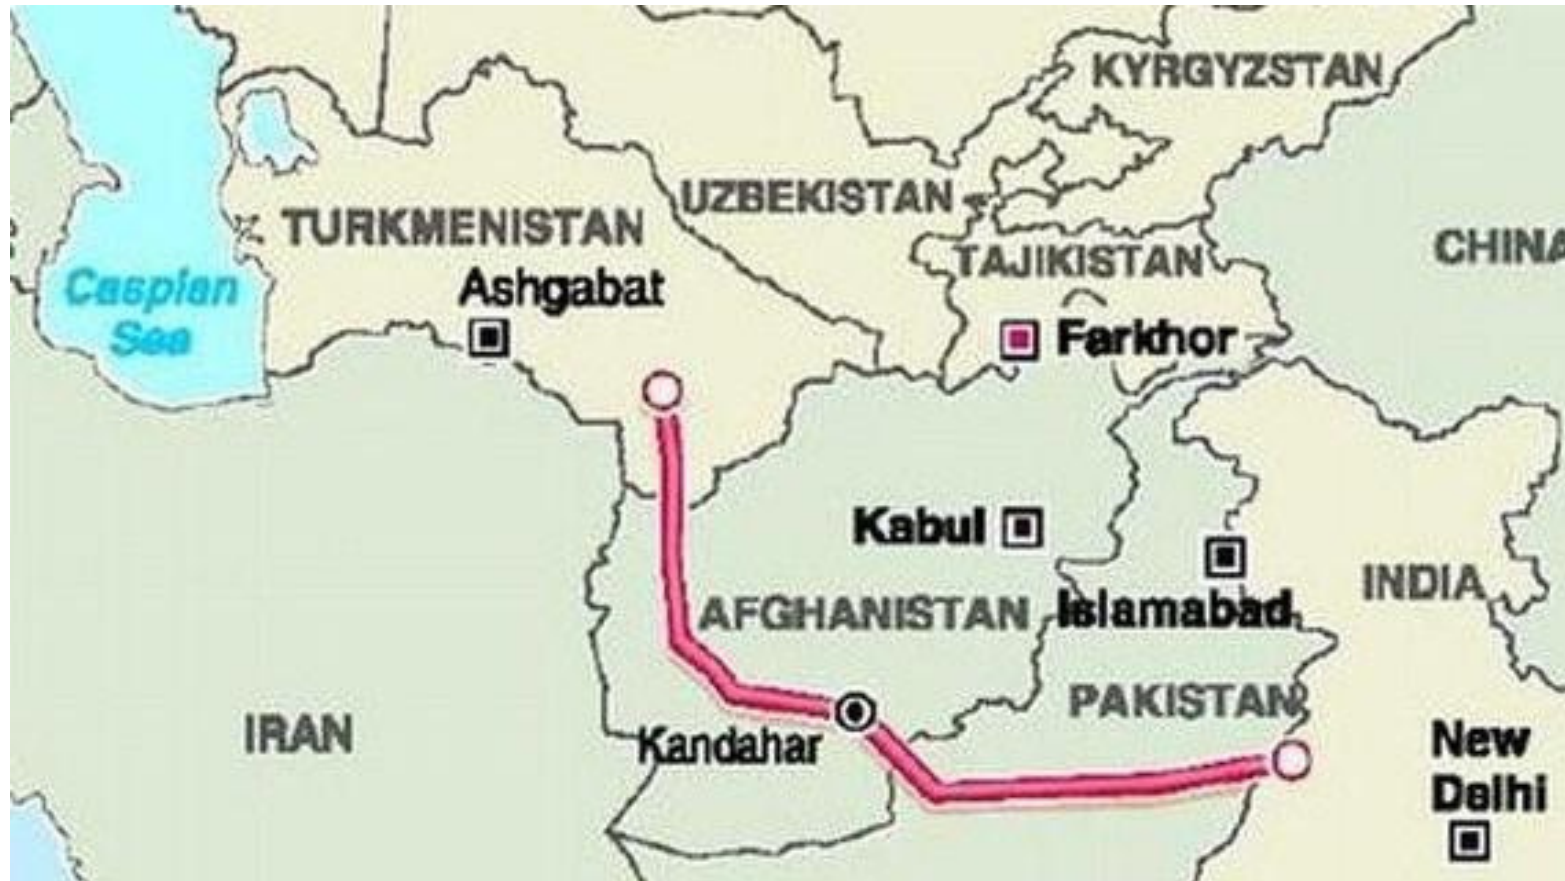 KYRGYZSTAN
UZBEKISTAN
TURKMENISTAN
CHINA
TAJIKISTAN
Caspian
Sea
Ashgabat
Farkhor
Kabul
INDIA
AFGHANISTAN
Islamabad
PAKISTAN
IRAN
Kandahar
New
Delhi